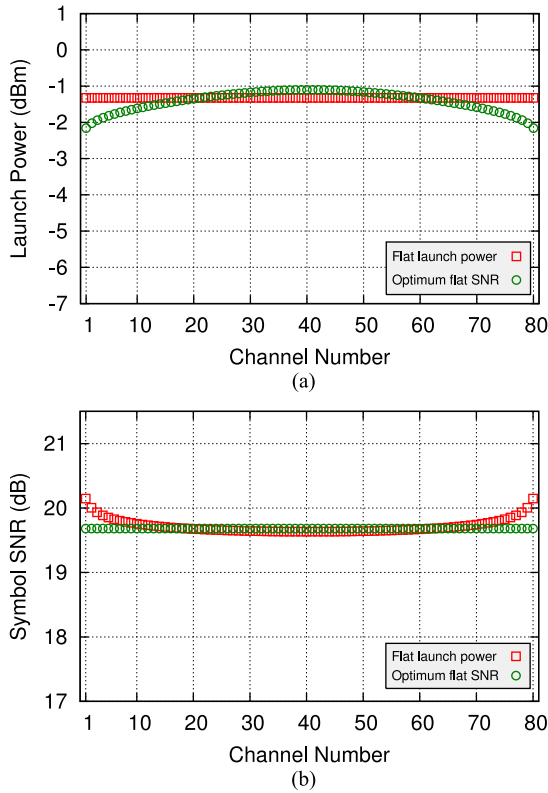 1
0
-1
-2
-3
-4
-5
-6
-7
Launch Power (dBm)
Flat launch power
Optimum flat SNR
1 10 20 30 40 50 60 70 80
Channel Number
(a)
21
20
19
18
17
Symbol SNR (dB)
Flat launch power
Optimum flat SNR
1 10 20 30 40 50 60 70 80
Channel Number
(b)